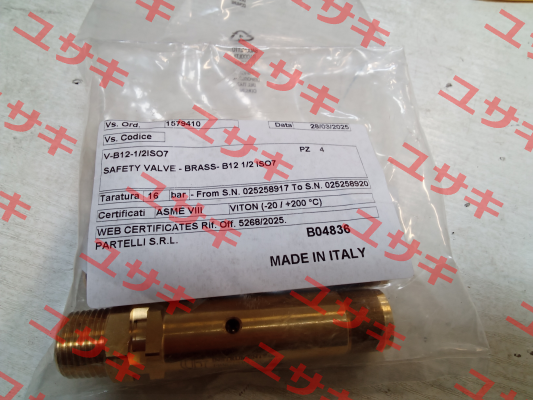 Vs. Ord. 1579410 Data 28/03/2025
Vs. Codice
V-B12-1/2ISO7 PZ 4
SAFETY VALVE - BRASS- B12 1/2 ISO7
Taratura 16 bar - From S.N. 025258917 To S.N. 025258920
Certificati ASME VIII VITON (-20 / +200 °C)
WEB CERTIFICATES Rif. Off. 5268/2025.
PARTELLI S.R.L. B04836
MADE IN ITALY
ユサキ
ユサキ
ユサキ
ユサキ
ユサキ
ユサキ
ユサキ
ユサキ
ユサキ